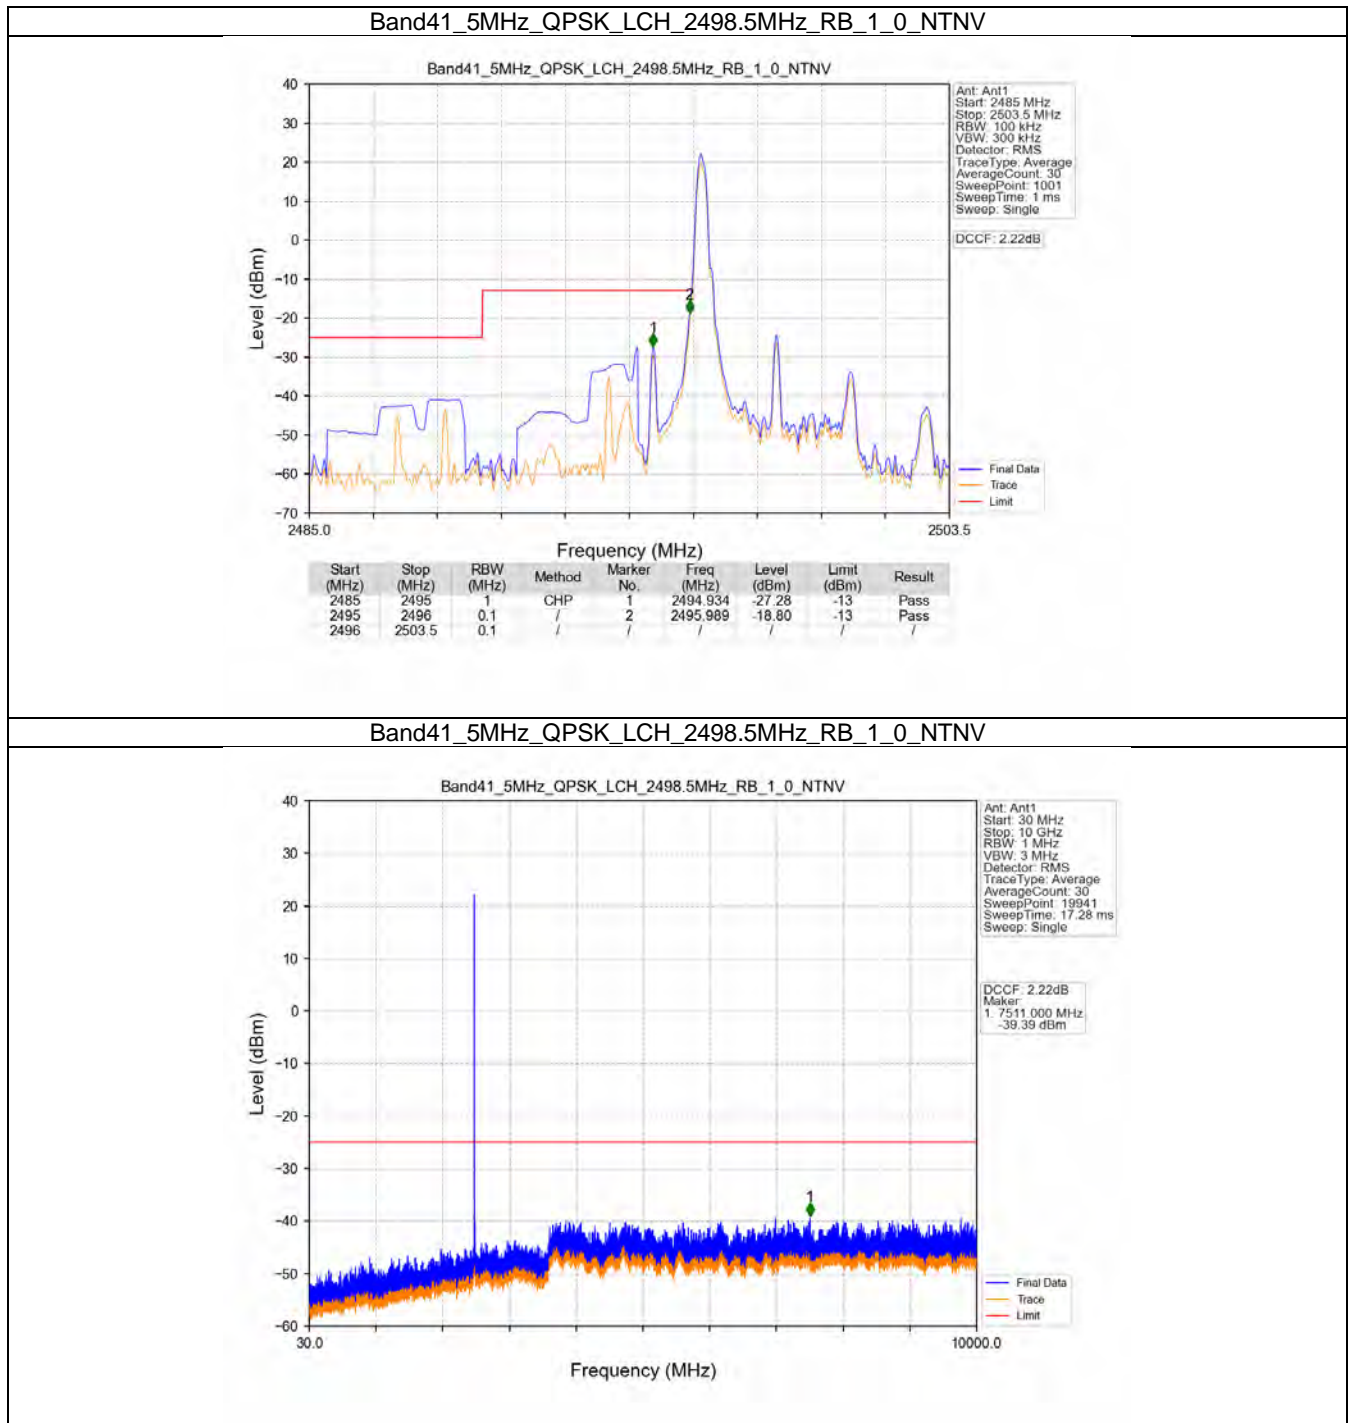 Band41_5MHz_QPSK_LCH_2498.5MHz_RB_1_0_NTNV
Band41_5MHz_QPSK_LCH_2498.5MHz_RB_1_0_NTNV
40
30
20
10
0
−10
−20
−30
−40
−50
−60
−70
Level (dBm)
2485.0
2503.5
Frequency (MHz)
1
2
Ant: Ant1
Start: 2485 MHz
Stop: 2503.5 MHz
RBW: 100 kHz
VBW: 300 kHz
Detector: RMS
TraceType: Average
AverageCount: 30
SweepPoint: 1001
SweepTime: 1 ms
Sweep: Single
DCCF: 2.22dB
Final Data
Trace
Limit
Start (MHz) Stop (MHz) RBW (MHz) Method Marker No. Freq (MHz) Level (dBm) Limit (dBm) Result
2485 2495 1 CHP 1 2494.934 -27.28 -13 Pass
2495 2496 0.1 / 2 2495.989 -18.80 -13 Pass
2496 2503.5 0.1 / / / / / /
Band41_5MHz_QPSK_LCH_2498.5MHz_RB_1_0_NTNV
Band41_5MHz_QPSK_LCH_2498.5MHz_RB_1_0_NTNV
40
30
20
10
0
−10
−20
−30
−40
−50
−60
Level (dBm)
30.0
10000.0
Frequency (MHz)
1
Ant: Ant1
Start: 30 MHz
Stop: 10 GHz
RBW: 1 MHz
VBW: 3 MHz
Detector: RMS
TraceType: Average
AverageCount: 30
SweepPoint: 19941
SweepTime: 17.28 ms
Sweep: Single
DCCF: 2.22dB
Maker:
1. 7511.000 MHz
-39.39 dBm
Final Data
Trace
Limit